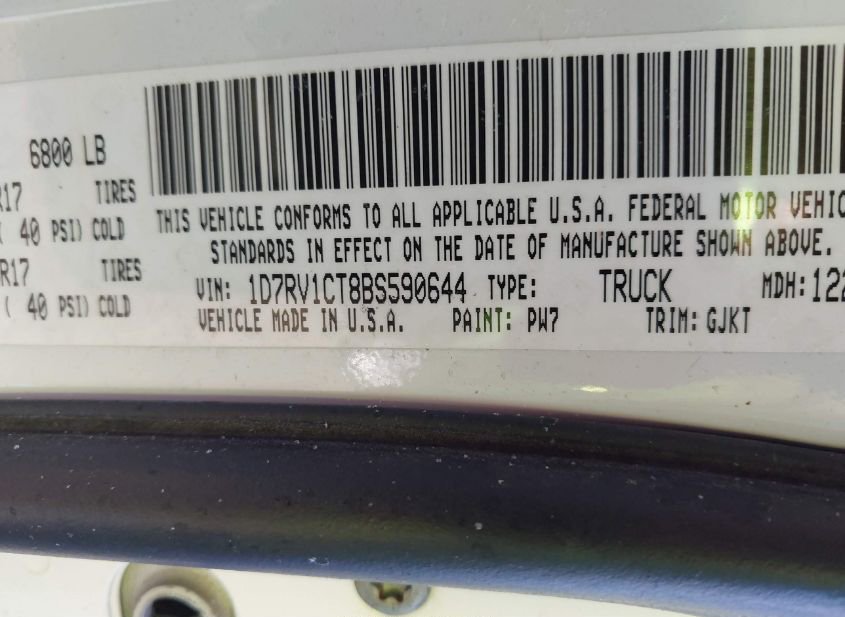 6800 LB
R17 TIRES
( 40 PSI) COLD
R17 TIRES
( 40 PSI) COLD
THIS VEHICLE CONFORMS TO ALL APPLICABLE U.S.A. FEDERAL MOTOR VEHIC
STANDARDS IN EFFECT ON THE DATE OF MANUFACTURE SHOWN ABOVE.
VIN: 1D7RV1CT8BS590644 TYPE: TRUCK MDH: 122
VEHICLE MADE IN U.S.A. PAINT: PW7 TRIM: GJKT